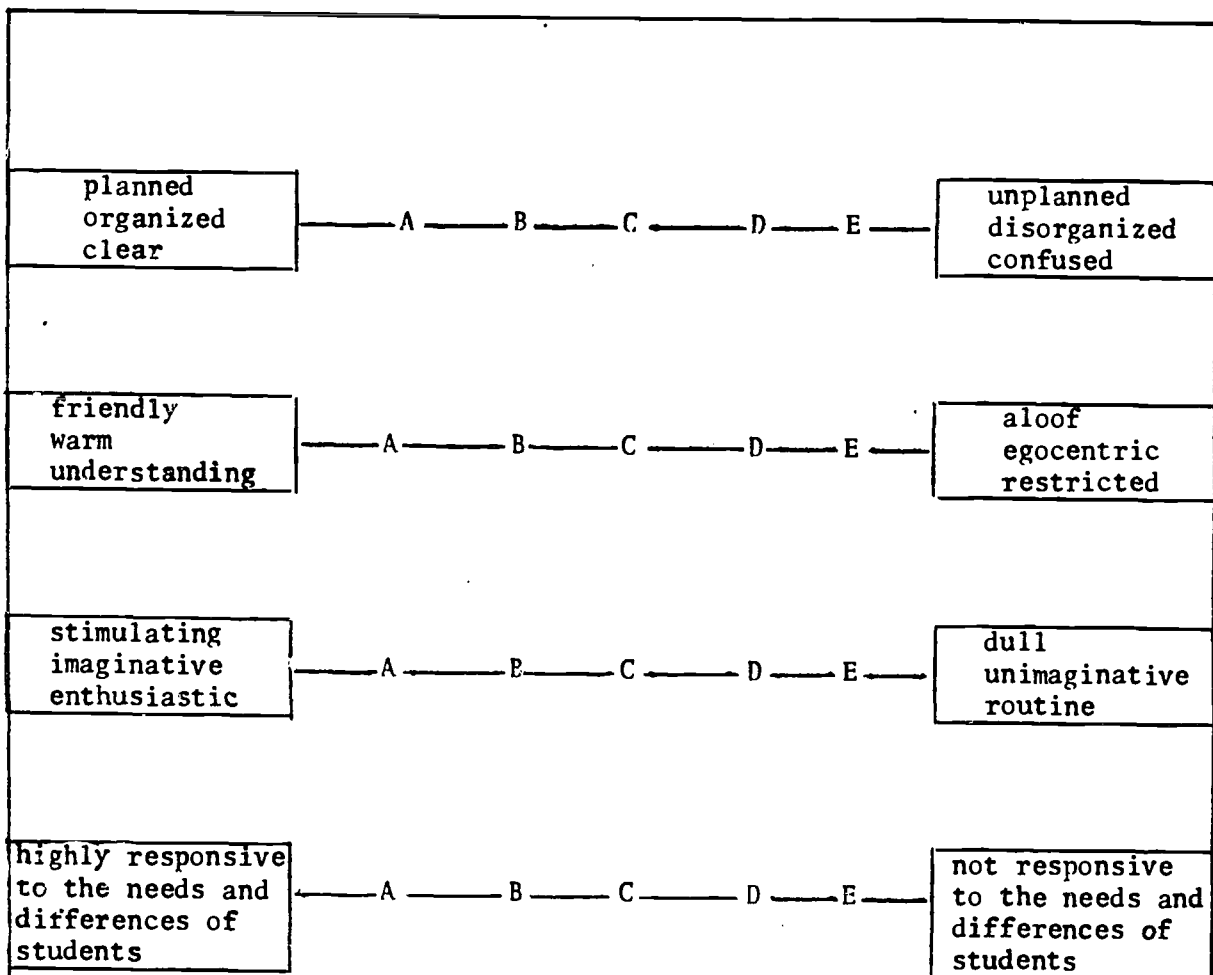 planned
organized
clear
A B C D E
unplanned
disorganized
confused
friendly
warm
understanding
A B C D E
aloof
egocentric
restricted
stimulating
imaginative
enthusiastic
A B C D E
dull
unimaginative
routine
highly responsive
to the needs and
differences of
students
A B C D E
not responsive
to the needs and
differences of
students